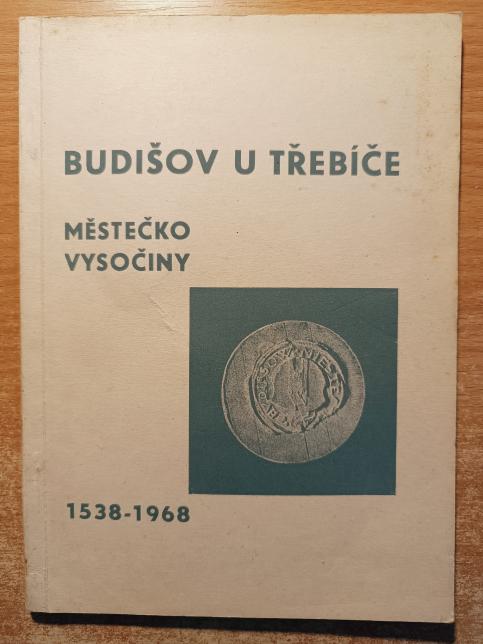 BUDIŠOV U TŘEBÍČE
MĚSTEČKO
VYSOČINY
1538-1968